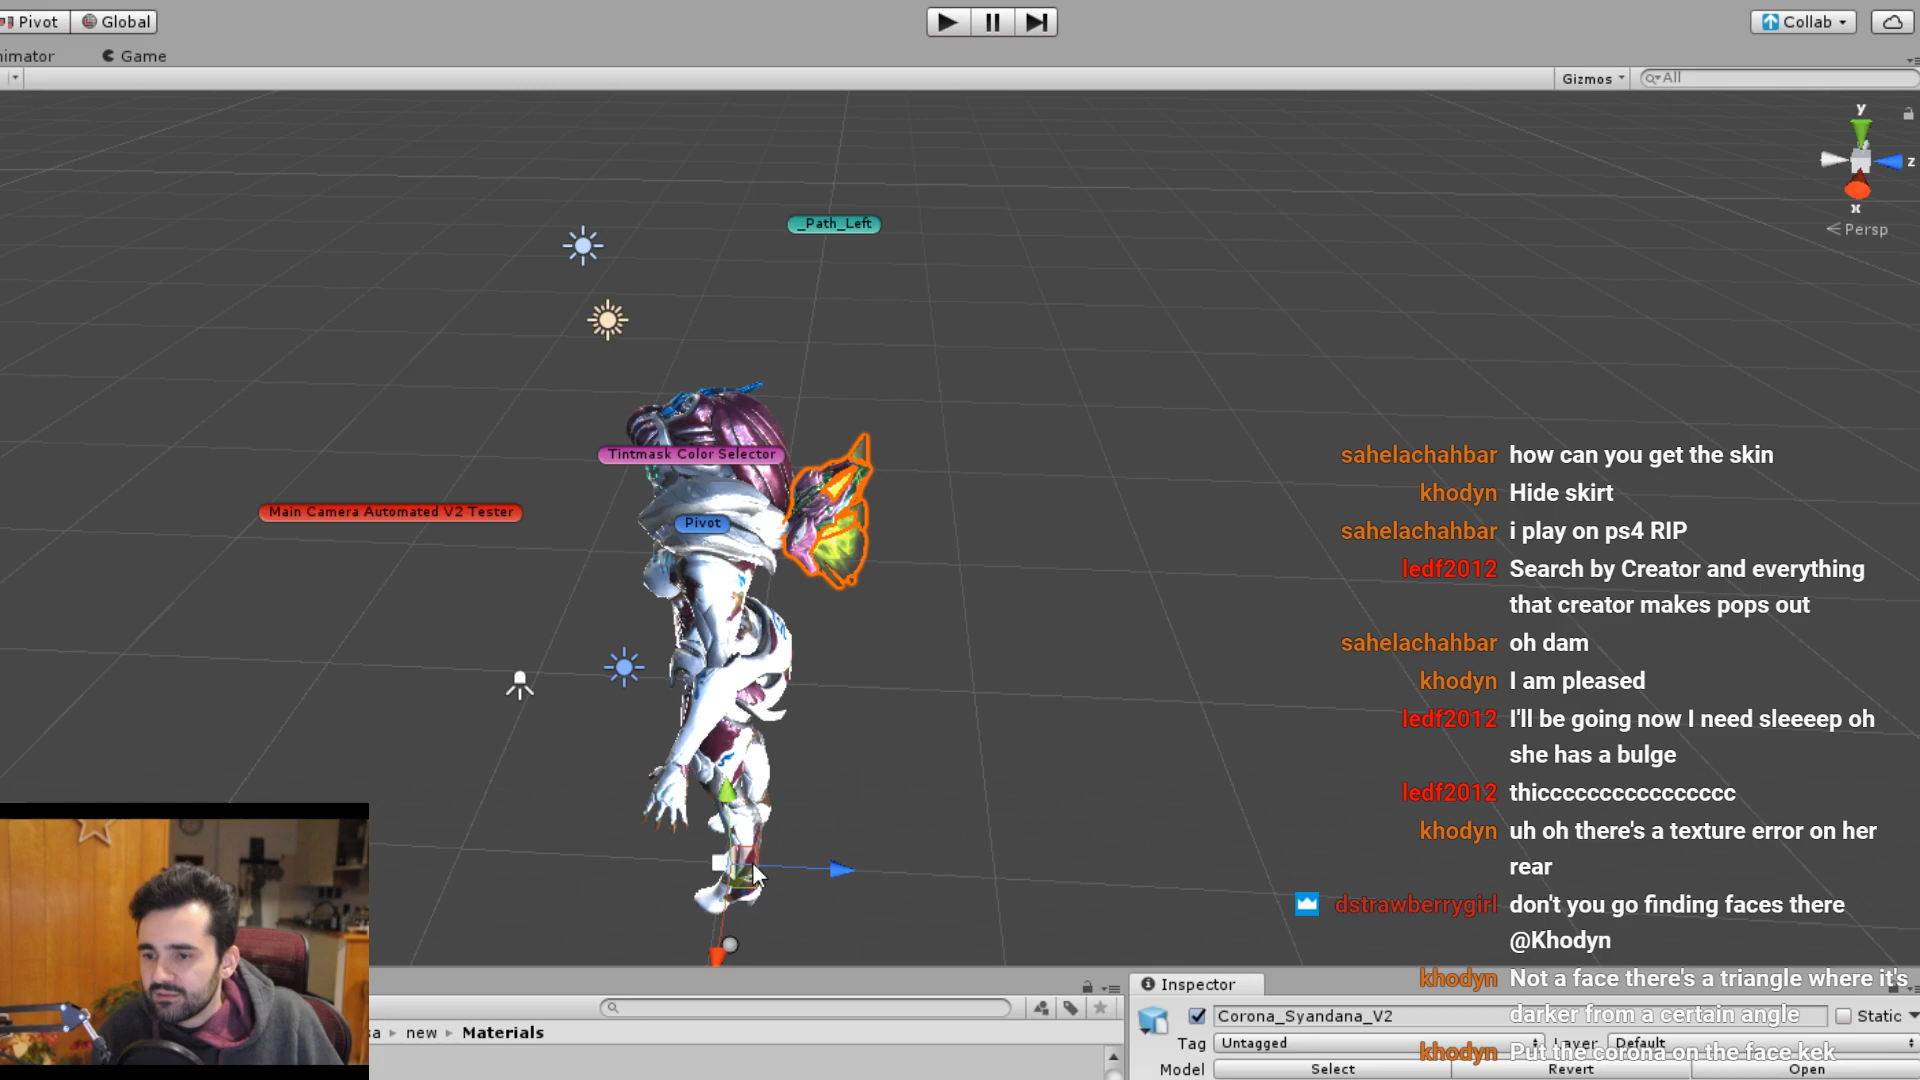 Pivot Global
Collab
nimator Game
Gizmos All
y
z
x
Persp
_Path_Left
Tintmask Color Selector
Main Camera Automated V2 Tester
Pivot
sahelachahbar how can you get the skin
khodyn Hide skirt
sahelachahbar i play on ps4 RIP
ledf2012 Search by Creator and everything
that creator makes pops out
sahelachahbar oh dam
khodyn I am pleased
ledf2012 I'll be going now I need sleeeep oh
she has a bulge
ledf2012 thicccccccccccccccc
khodyn uh oh there's a texture error on her
rear
dstrawberrygirl don't you go finding faces there
@Khodyn
khodyn Not a face there's a triangle where it's
darker from a certain angle
khodyn Put the corona on the face kek
sa new Materials
Inspector
Corona_Syandana_V2 Static
Tag Untagged Layer Default
Model Select Revert Open